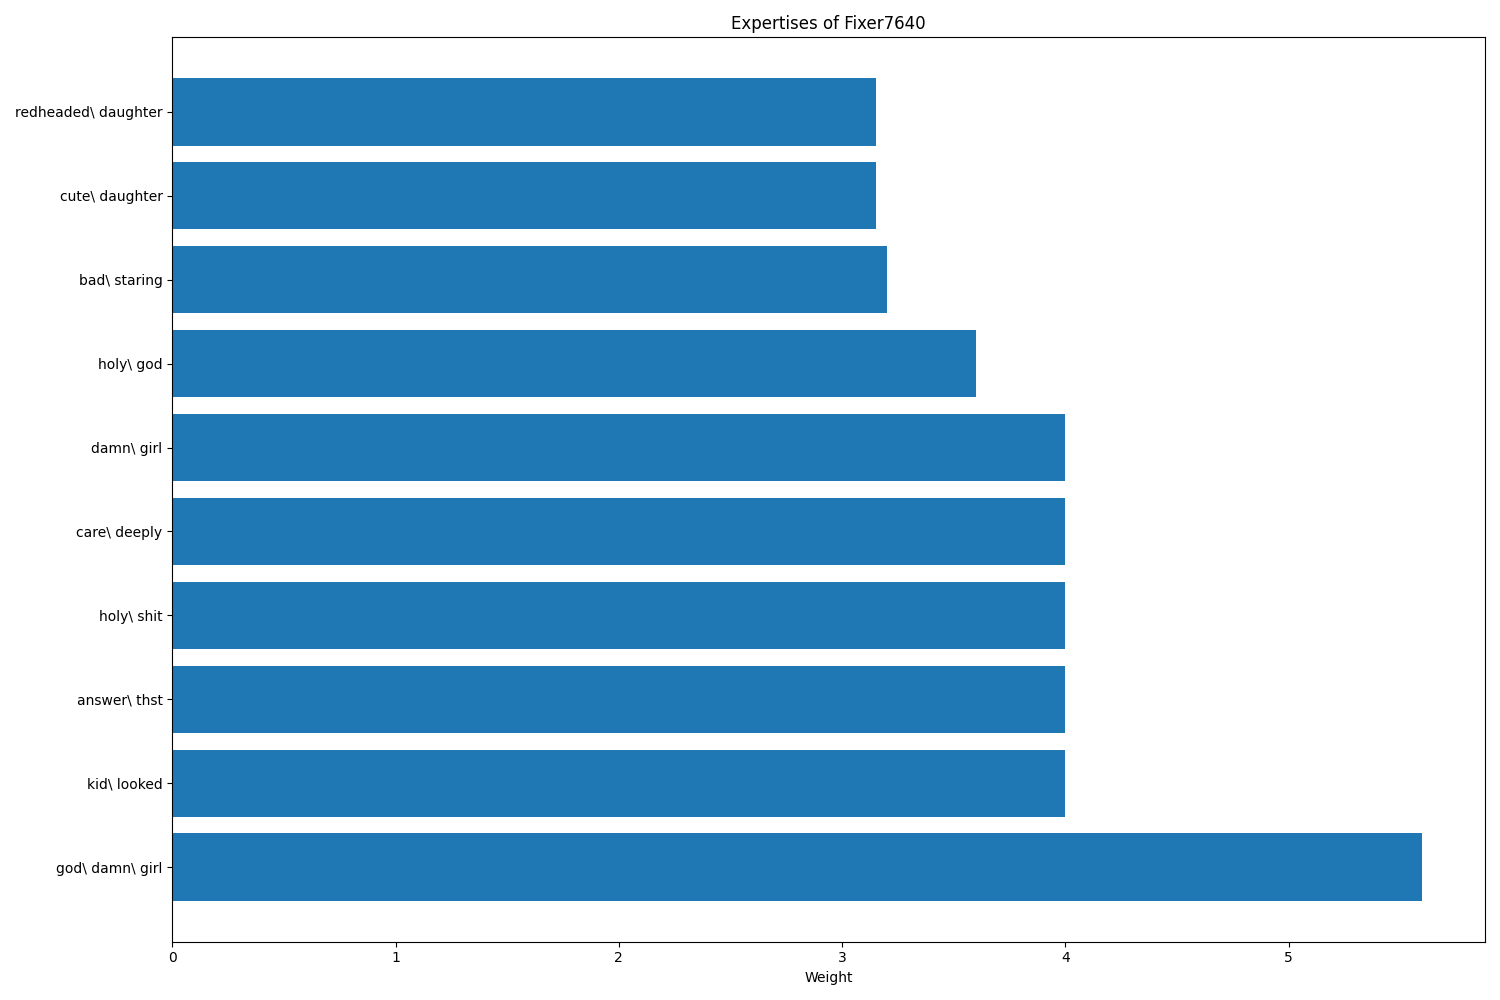 Expertises of Fixer7640
redheaded\ daughter
cute\ daughter
bad\ staring
holy\ god
damn\ girl
care\ deeply
holy\ shit
answer\ thst
kid\ looked
god\ damn\ girl
0 1 2 3 4 5
Weight